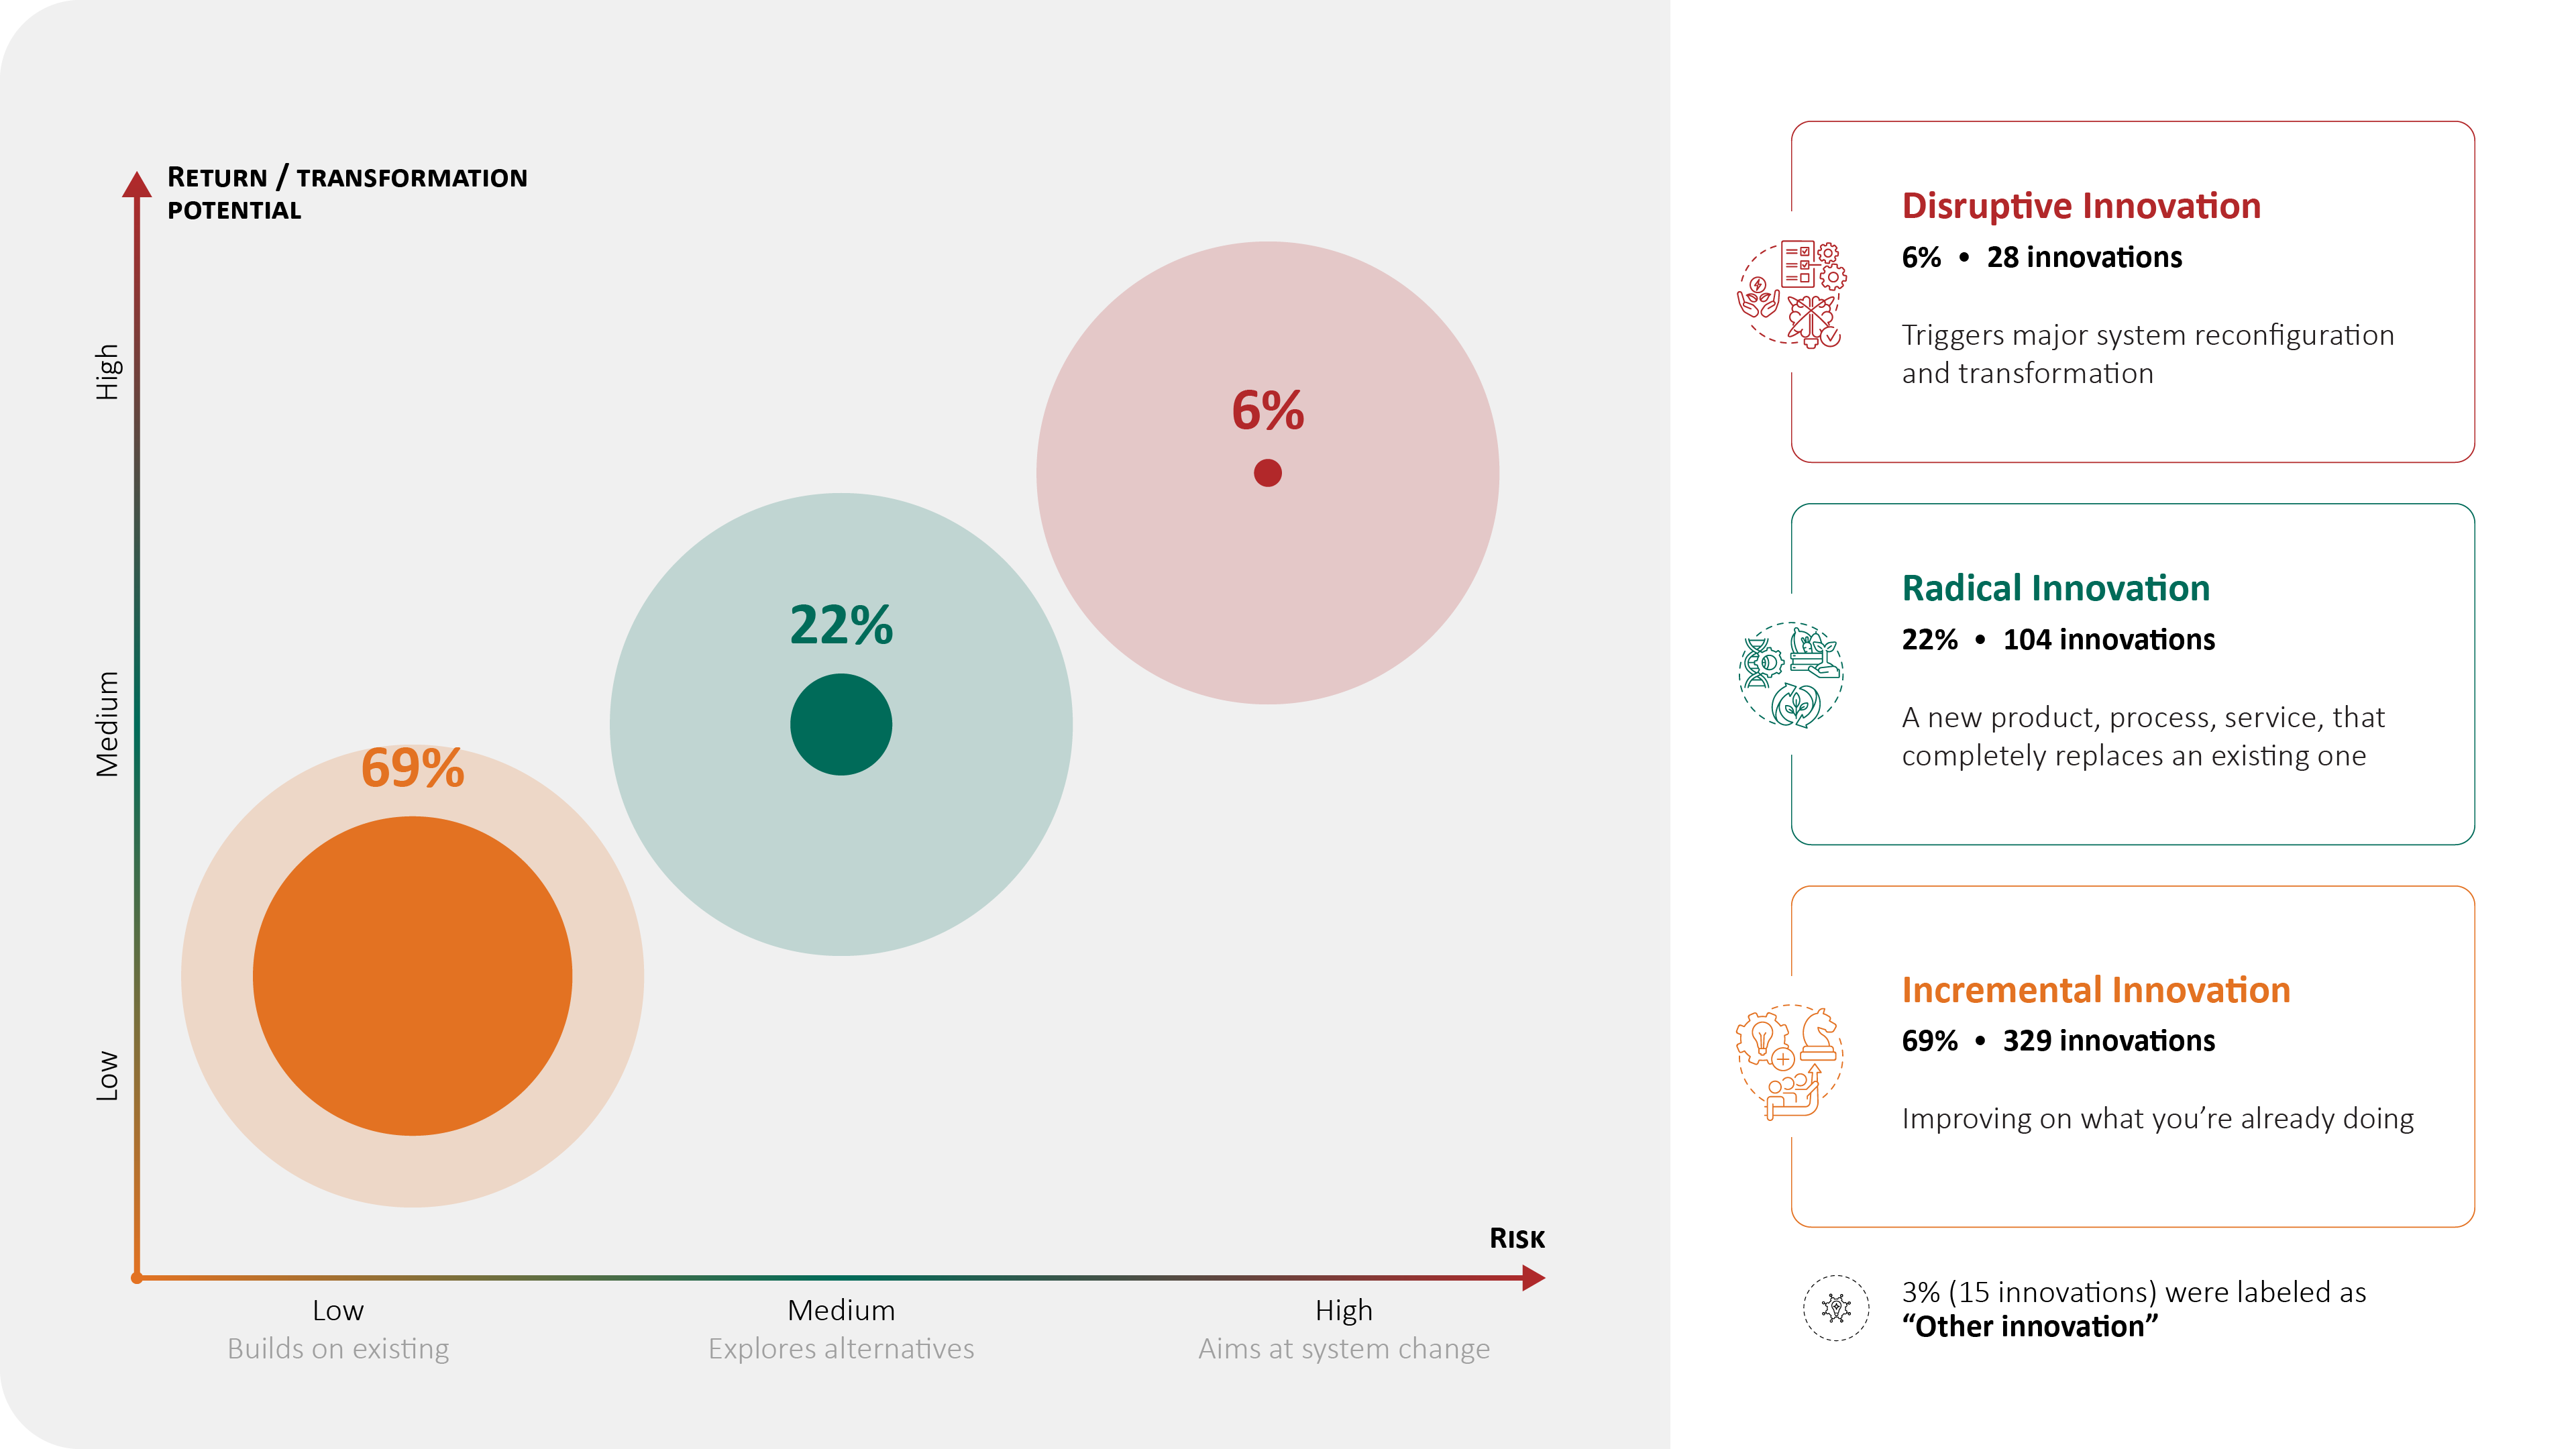 RETURN / TRANSFORMATION
POTENTIAL
High
Medium
Low
6%
22%
69%
RISK
Low
Builds on existing
Medium
Explores alternatives
High
Aims at system change
Disruptive Innovation
6% • 28 innovations
Triggers major system reconfiguration
and transformation
Radical Innovation
22% • 104 innovations
A new product, process, service, that
completely replaces an existing one
Incremental Innovation
69% • 329 innovations
Improving on what you’re already doing
3% (15 innovations) were labeled as
“Other innovation”